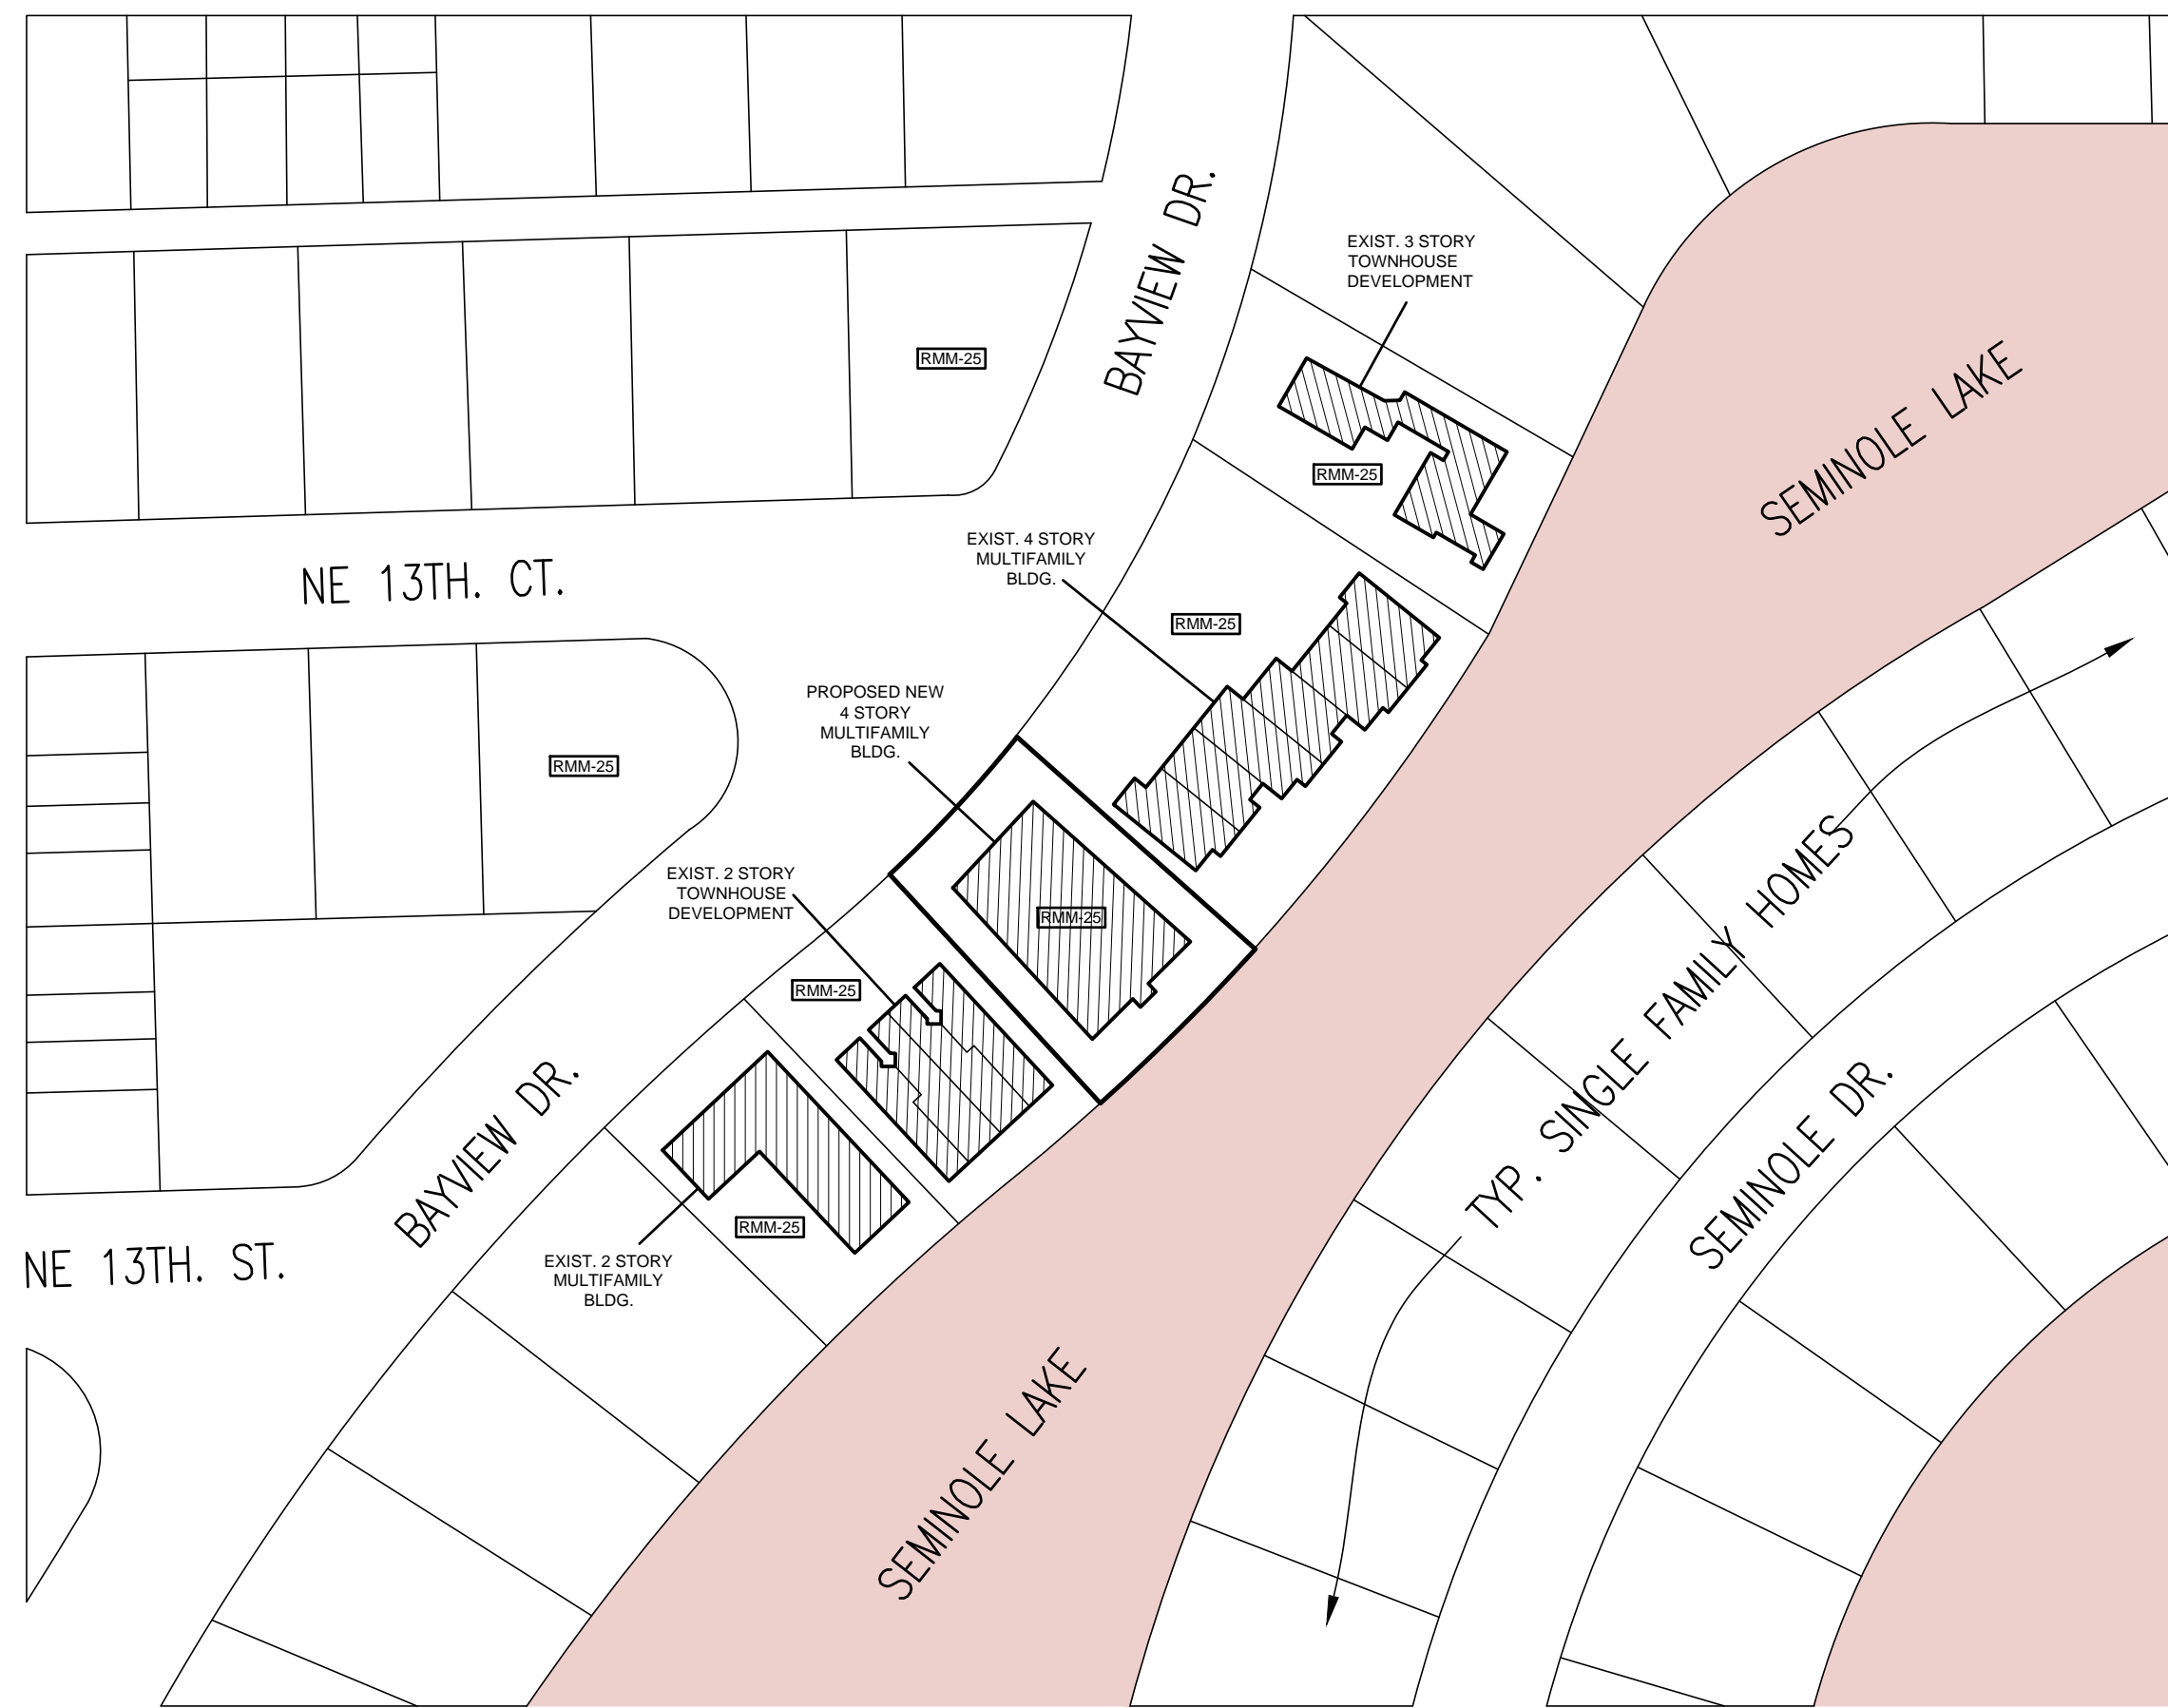 BAYVIEW DR.
EXIST. 3 STORY
TOWNHOUSE
DEVELOPMENT
RMM-25
SEMINOLE LAKE
RMM-25
EXIST. 4 STORY
MULTIFAMILY
BLDG.
NE 13TH. CT.
RMM-25
PROPOSED NEW
4 STORY
MULTIFAMILY
BLDG.
RMM-25
EXIST. 2 STORY
TOWNHOUSE
DEVELOPMENT
RMM-25
RMM-25
TYP. SINGLE FAMILY HOMES
BAYVIEW DR.
SEMINOLE DR.
RMM-25
NE 13TH. ST.
EXIST. 2 STORY
MULTIFAMILY
BLDG.
SEMINOLE LAKE